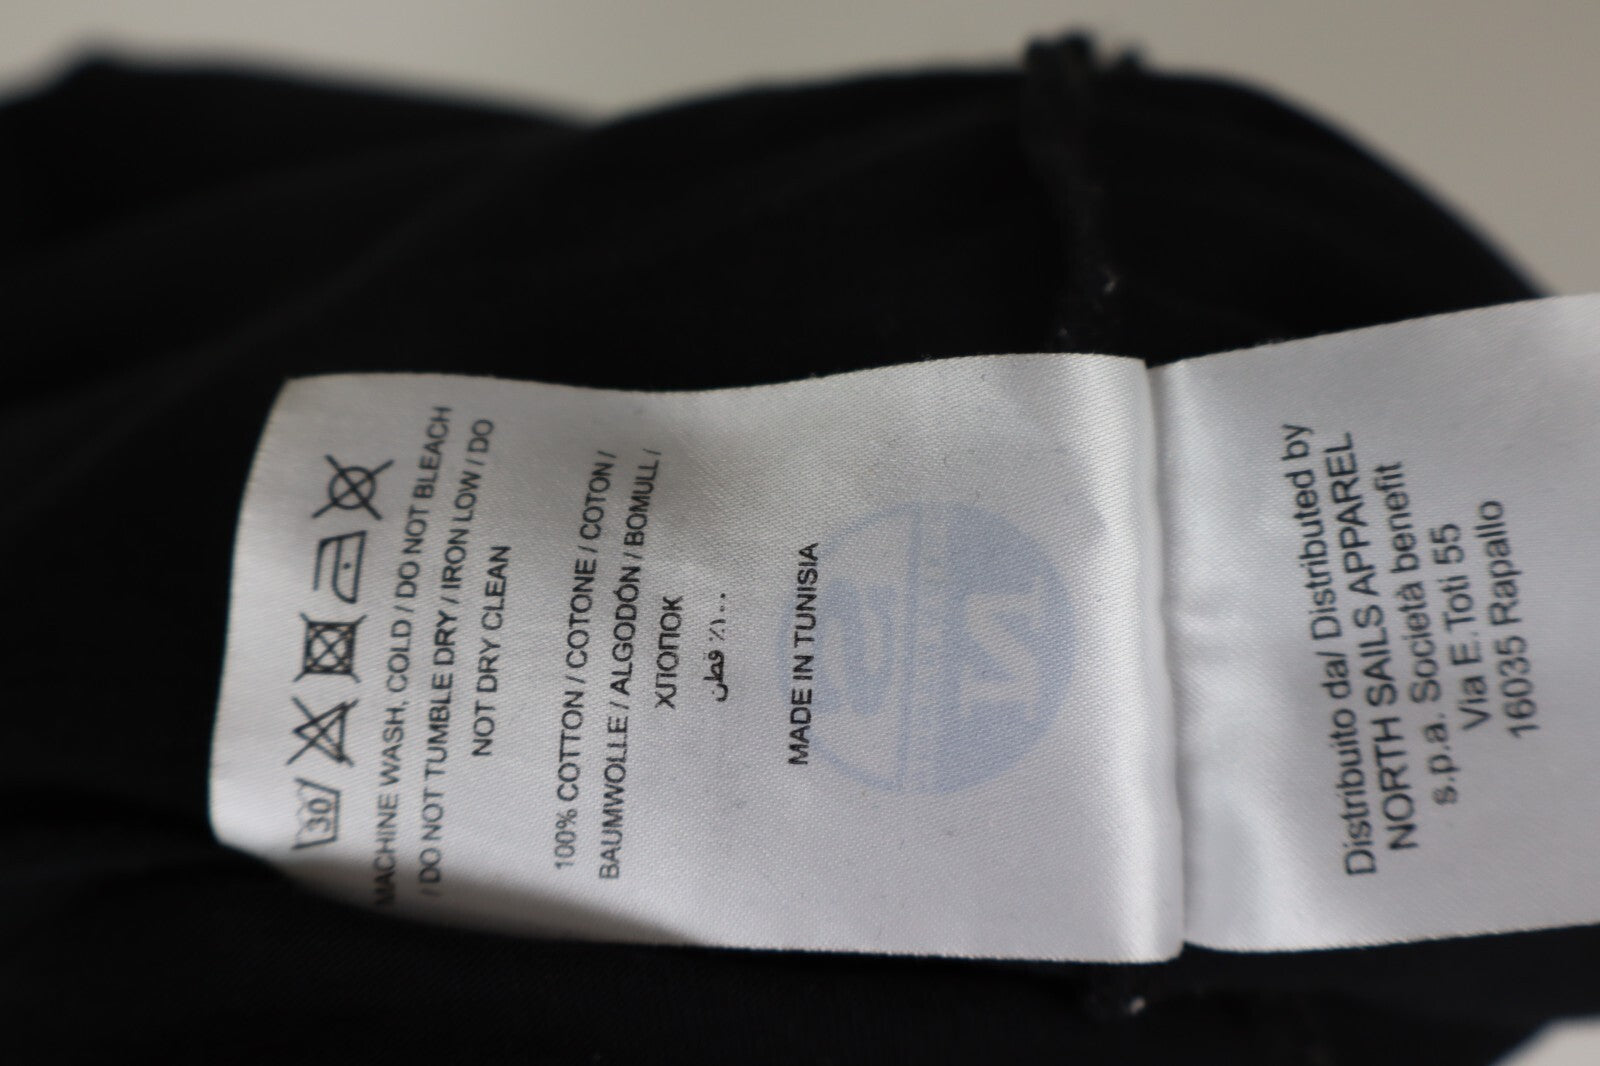 30
MACHINE WASH. COLD / DO NOT BLEACH
/ DO NOT TUMBLE DRY / IRON LOW / DO
NOT DRY CLEAN
100% COTTON / COTONE / COTON /
BAUMWOLLE / ALGODÓN / BOMULL /
ХЛОПОК
١٠٠٪ قطن
MADE IN TUNISIA
Distribuito da/ Distributed by
NORTH SAILS APPAREL
s.p.a. Società benefit
Via E.Toti 55
16035 Rapallo